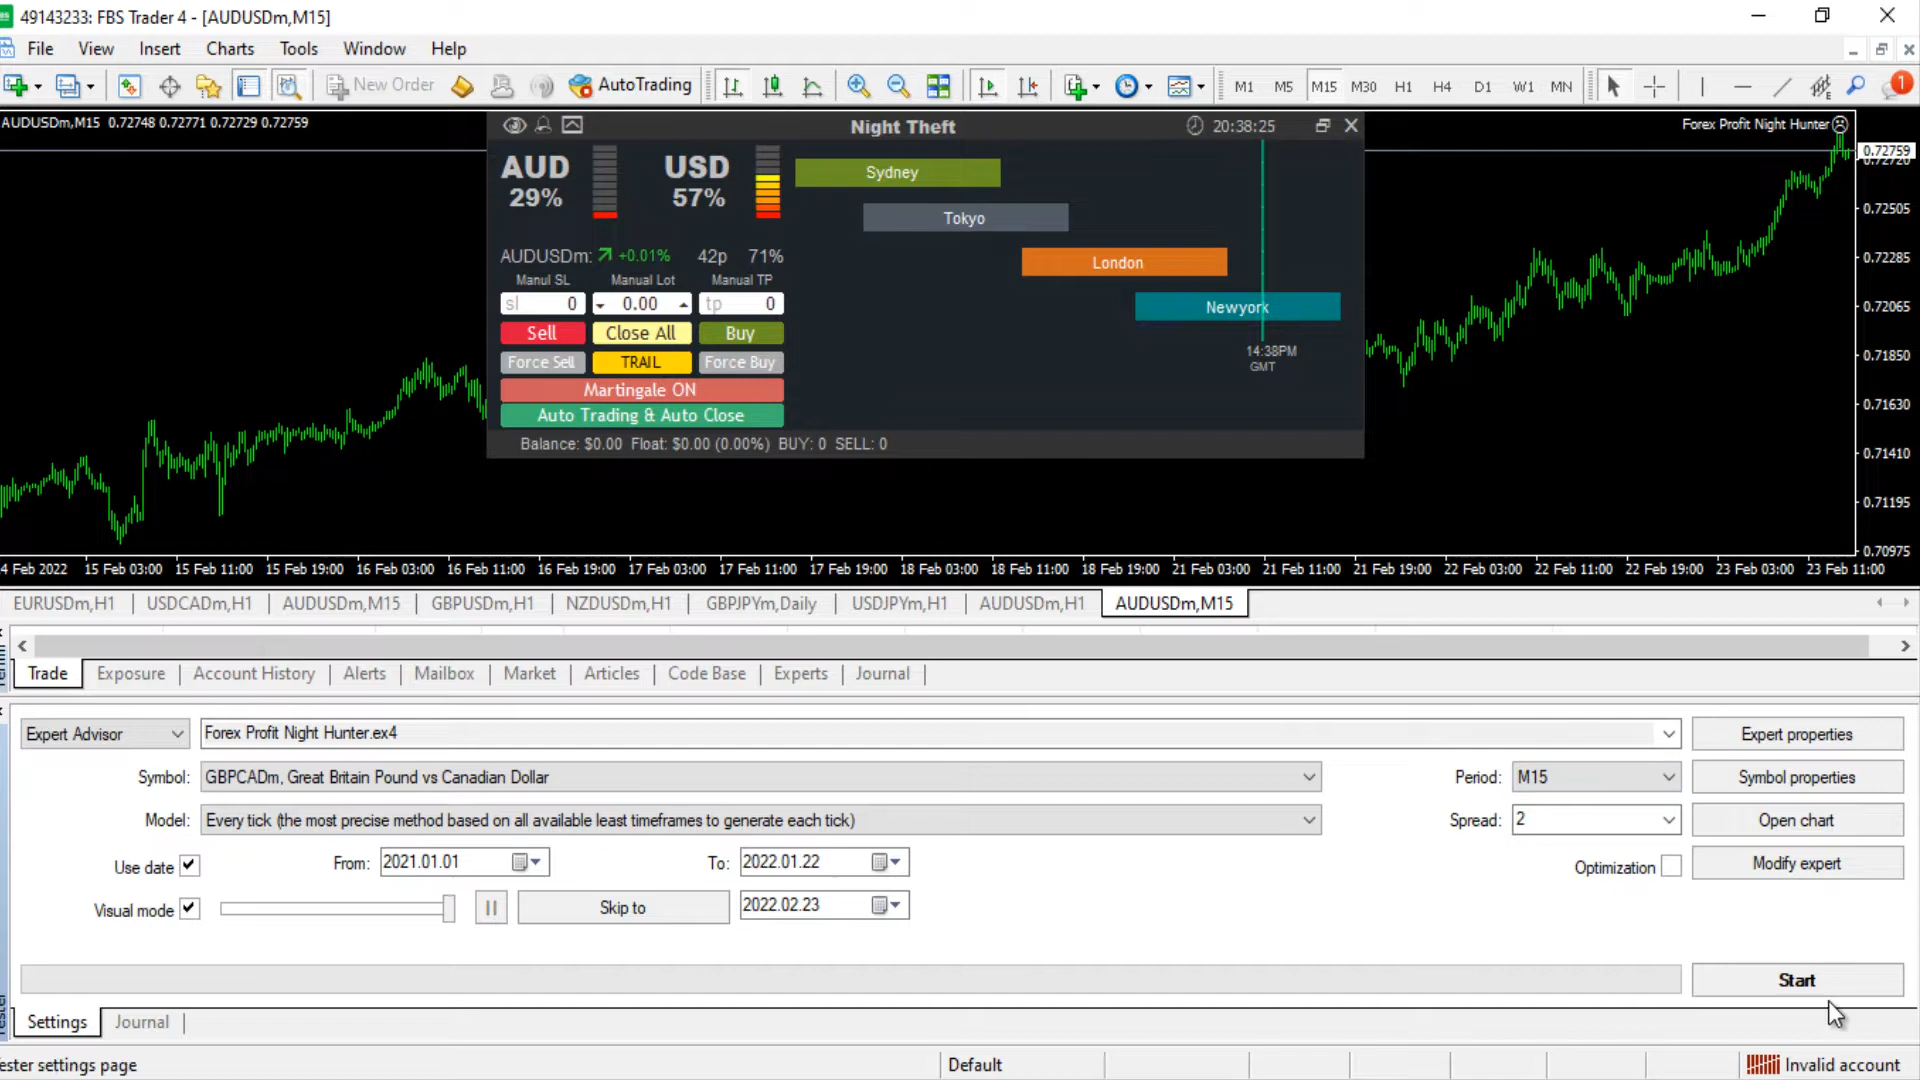 49143233: FBS Trader 4 - [AUDUSDm,M15]
File View Insert Charts Tools Window Help
New Order AutoTrading M1 M5 M15 M30 H1 H4 D1 W1 MN 1
AUDUSDm,M15 0.72748 0.72771 0.72729 0.72759
Night Theft 20:38:25
Forex Profit Night Hunter
AUD USD
29% 57%
Sydney
Tokyo
London
Newyork
14:38PM
GMT
AUDUSDm: +0.01% 42p 71%
Manul SL Manual Lot Manual TP
sl 0 0.00 tp 0
Sell Close All Buy
Force Sell TRAIL Force Buy
Martingale ON
Auto Trading & Auto Close
Balance: $0.00 Float: $0.00 (0.00%) BUY: 0 SELL: 0
0.72759
0.72720
0.72505
0.72285
0.72065
0.71850
0.71630
0.71410
0.71195
0.70975
4 Feb 2022 15 Feb 03:00 15 Feb 11:00 15 Feb 19:00 16 Feb 03:00 16 Feb 11:00 16 Feb 19:00 17 Feb 03:00 17 Feb 11:00 17 Feb 19:00 18 Feb 03:00 18 Feb 11:00 18 Feb 19:00 21 Feb 03:00 21 Feb 11:00 21 Feb 19:00 22 Feb 03:00 22 Feb 11:00 22 Feb 19:00 23 Feb 03:00 23 Feb 11:00
EURUSDm,H1 USDCADm,H1 AUDUSDm,M15 GBPUSDm,H1 NZDUSDm,H1 GBPJPYm,Daily USDJPYm,H1 AUDUSDm,H1 AUDUSDm,M15
Trade Exposure Account History Alerts Mailbox Market Articles Code Base Experts Journal
Expert Advisor Forex Profit Night Hunter.ex4 Expert properties
Symbol: GBPCADm, Great Britain Pound vs Canadian Dollar Period: M15 Symbol properties
Model: Every tick (the most precise method based on all available least timeframes to generate each tick) Spread: 2 Open chart
Use date From: 2021.01.01 To: 2022.01.22 Optimization Modify expert
Visual mode Skip to 2022.02.23
Start
Settings Journal
ester settings page Default Invalid account